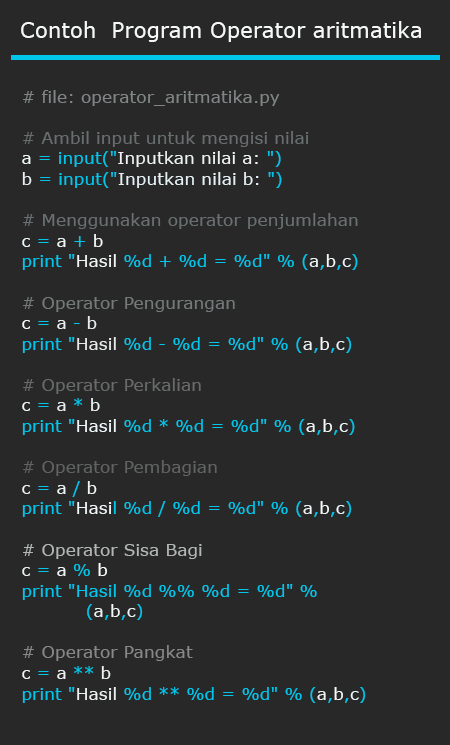 Contoh  Program Operator aritmatika
# file: operator_aritmatika.py
# Ambil input untuk mengisi nilai
a = input("Inputkan nilai a: ")
b = input("Inputkan nilai b: ")
# Menggunakan operator penjumlahan
c = a + b
print "Hasil %d + %d = %d" % (a,b,c)
# Operator Pengurangan
c = a - b
print "Hasil %d - %d = %d" % (a,b,c)
# Operator Perkalian
c = a * b
print "Hasil %d * %d = %d" % (a,b,c)
# Operator Pembagian
c = a / b
print "Hasil %d / %d = %d" % (a,b,c)
# Operator Sisa Bagi
c = a % b
print "Hasil %d %% %d = %d" %
(a,b,c)
# Operator Pangkat
c = a ** b
print "Hasil %d ** %d = %d" % (a,b,c)